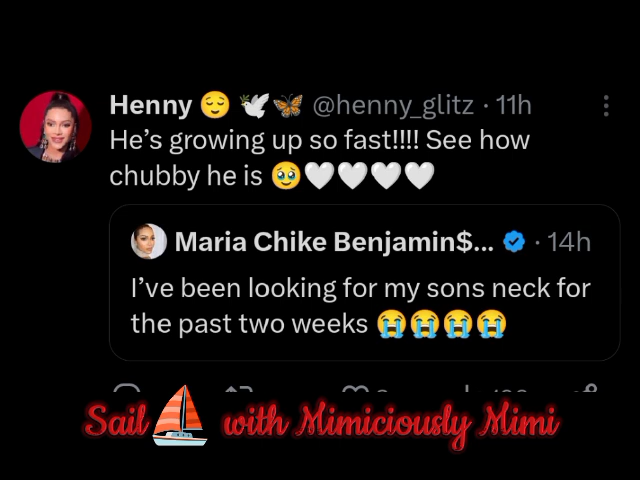 Henny 😌 🕊️🦋 @henny_glitz · 11h
He’s growing up so fast!!!! See how
chubby he is 🥹🤍🤍🤍🤍
Maria Chike Benjamin$... · 14h
I’ve been looking for my sons neck for
the past two weeks 😭😭😭😭
Sail⛵ with Mimiciously Mimi